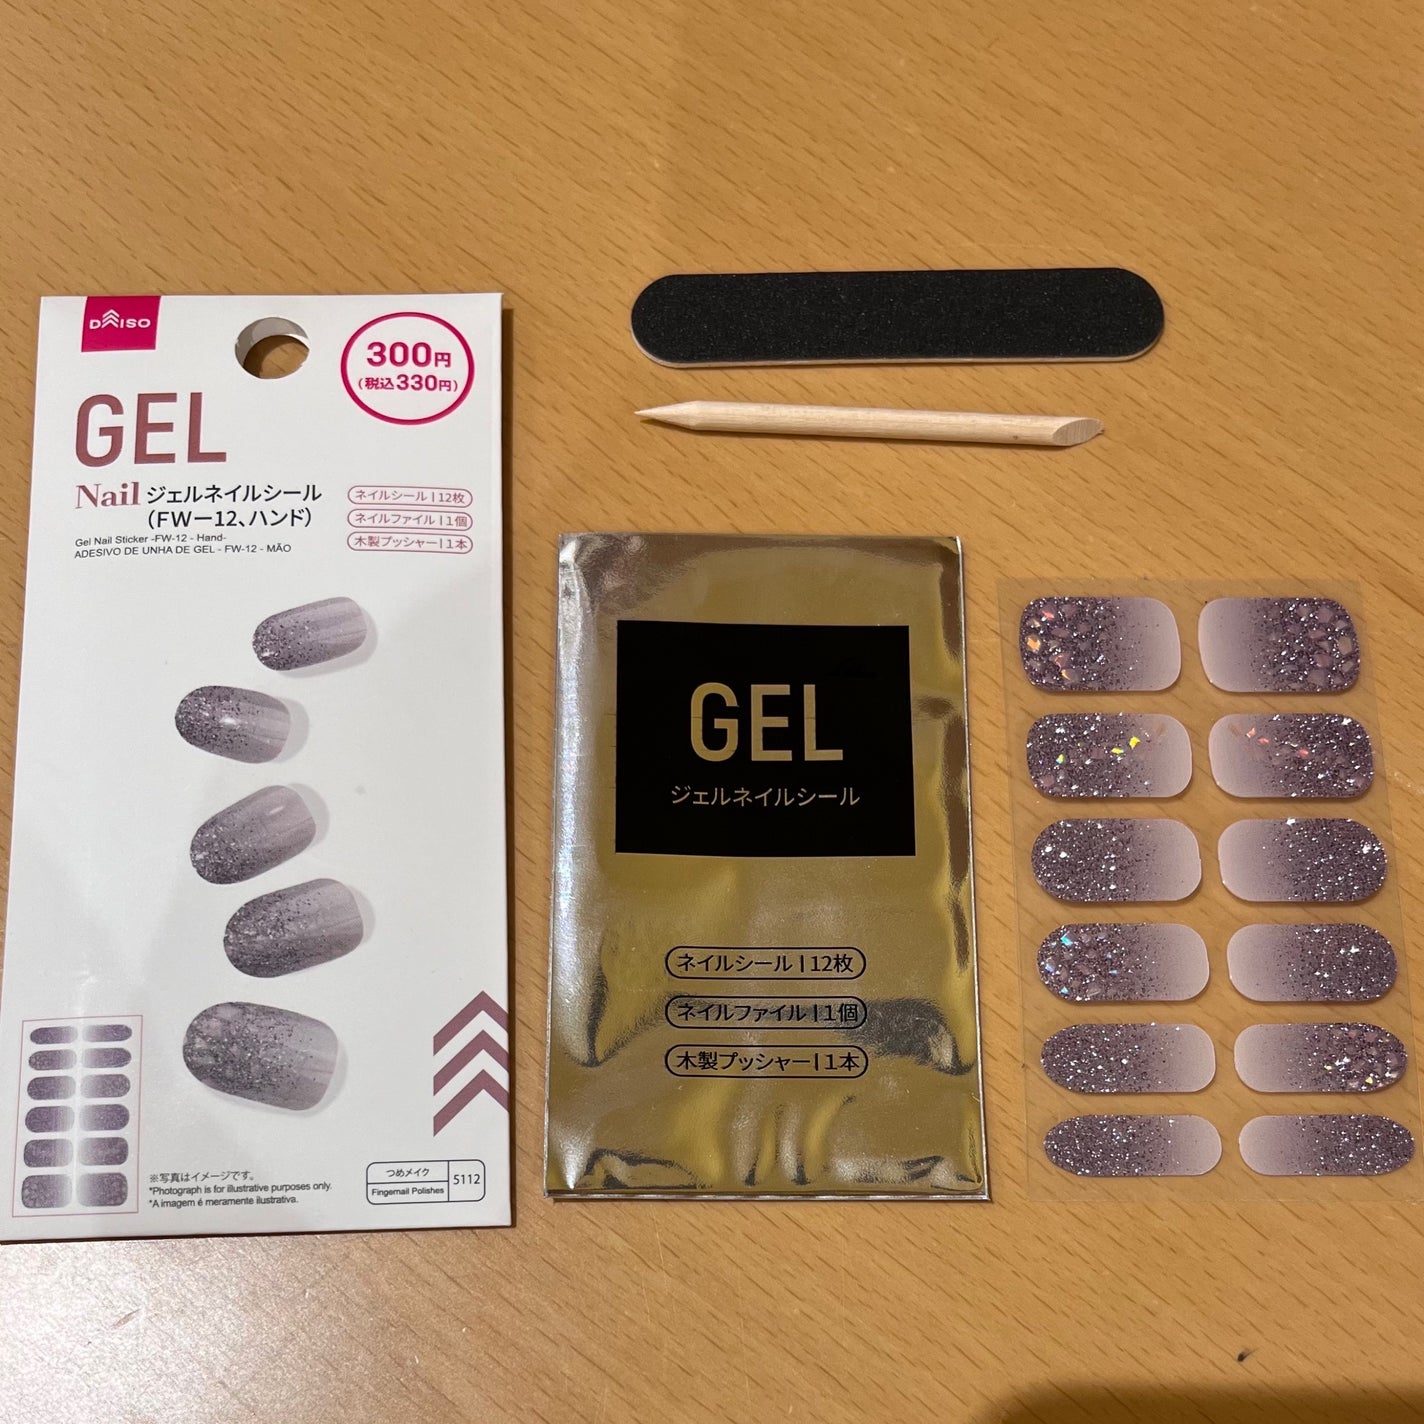 DAISO
300円
(税込330円)
GEL
Nail ジェルネイルシール
(FW－12、ハンド)
Gel Nail Sticker -FW-12 - Hand-
ADESIVO DE UNHA DE GEL - FW-12 - MÃO
ネイルシール | 12枚
ネイルファイル | 1個
木製プッシャー | 1本
※写真はイメージです。
*Photograph is for illustrative purposes only.
*A imagem é meramente ilustrativa.
つめメイク
Fingernail Polishes
5112
GEL
ジェルネイルシール
ネイルシール | 12枚
ネイルファイル | 1個
木製プッシャー | 1本